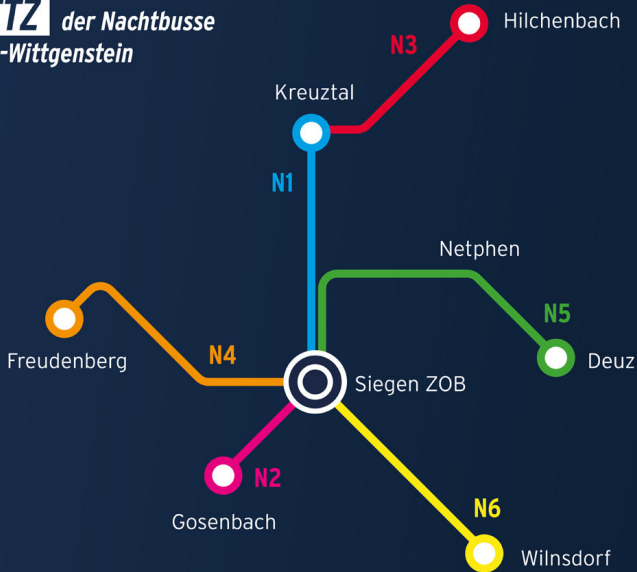 TZ der Nachtbusse
-Wittgenstein
Hilchenbach
N3
Kreuztal
N1
Netphen
N5
Freudenberg
N4
Deuz
Siegen ZOB
N2
Gosenbach
N6
Wilnsdorf